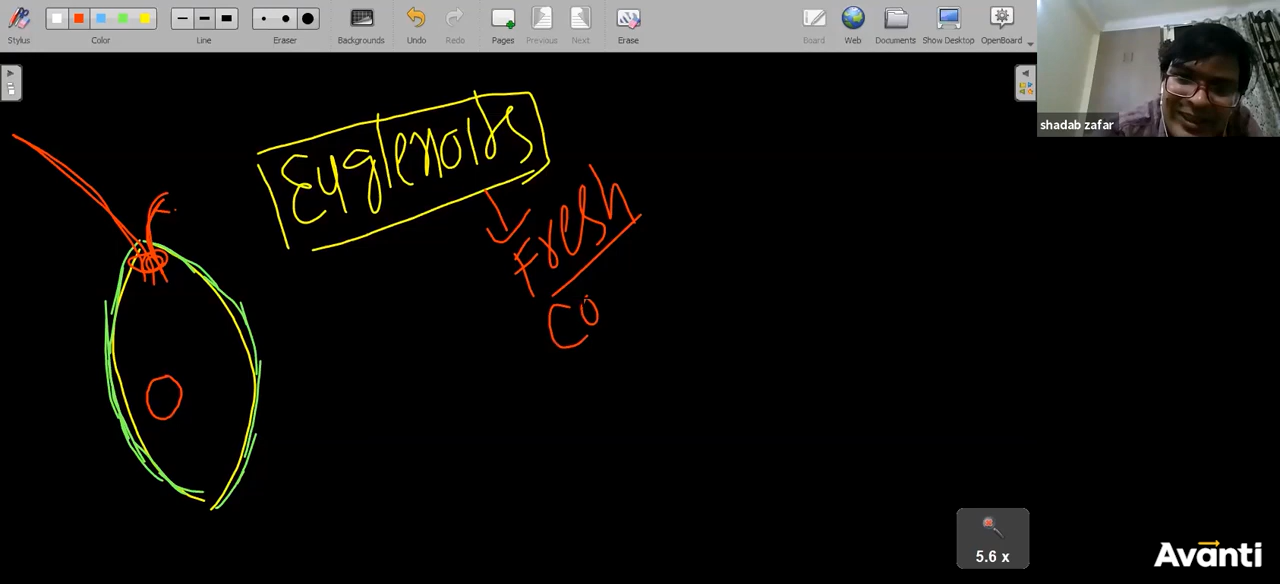 Stylus
Color
Line
Eraser
Backgrounds
Undo
Redo
Pages
Previous
Next
Erase
Board
Web
Documents
Show Desktop
OpenBoard
shadab zafar
Euglenoids
Fresh
Co
5.6 x
Avanti